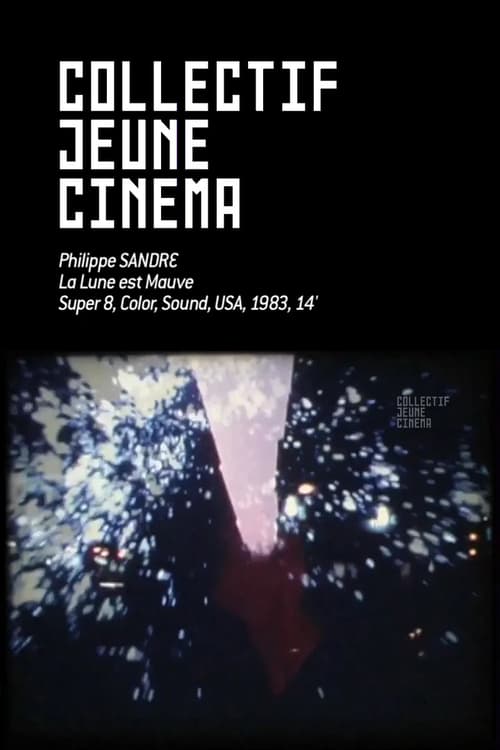 COLLECTIF
JEUNE
CINEMA
Philippe SANDRE
La Lune est Mauve
Super 8, Color, Sound, USA, 1983, 14'
COLLECTIF
JEUNE
CINEMA